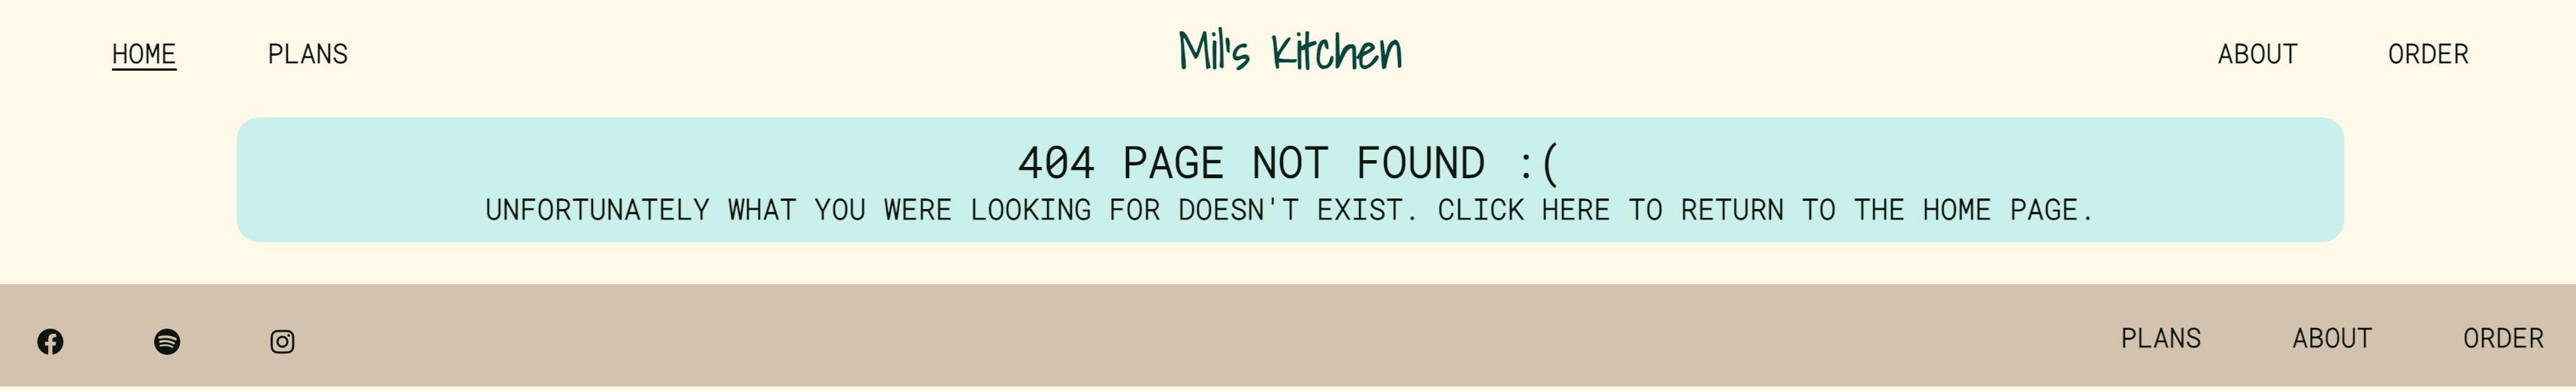 HOME PLANS Mil's Kitchen ABOUT ORDER
404 PAGE NOT FOUND :(
UNFORTUNATELY WHAT YOU WERE LOOKING FOR DOESN'T EXIST. CLICK HERE TO RETURN TO THE HOME PAGE.
PLANS ABOUT ORDER